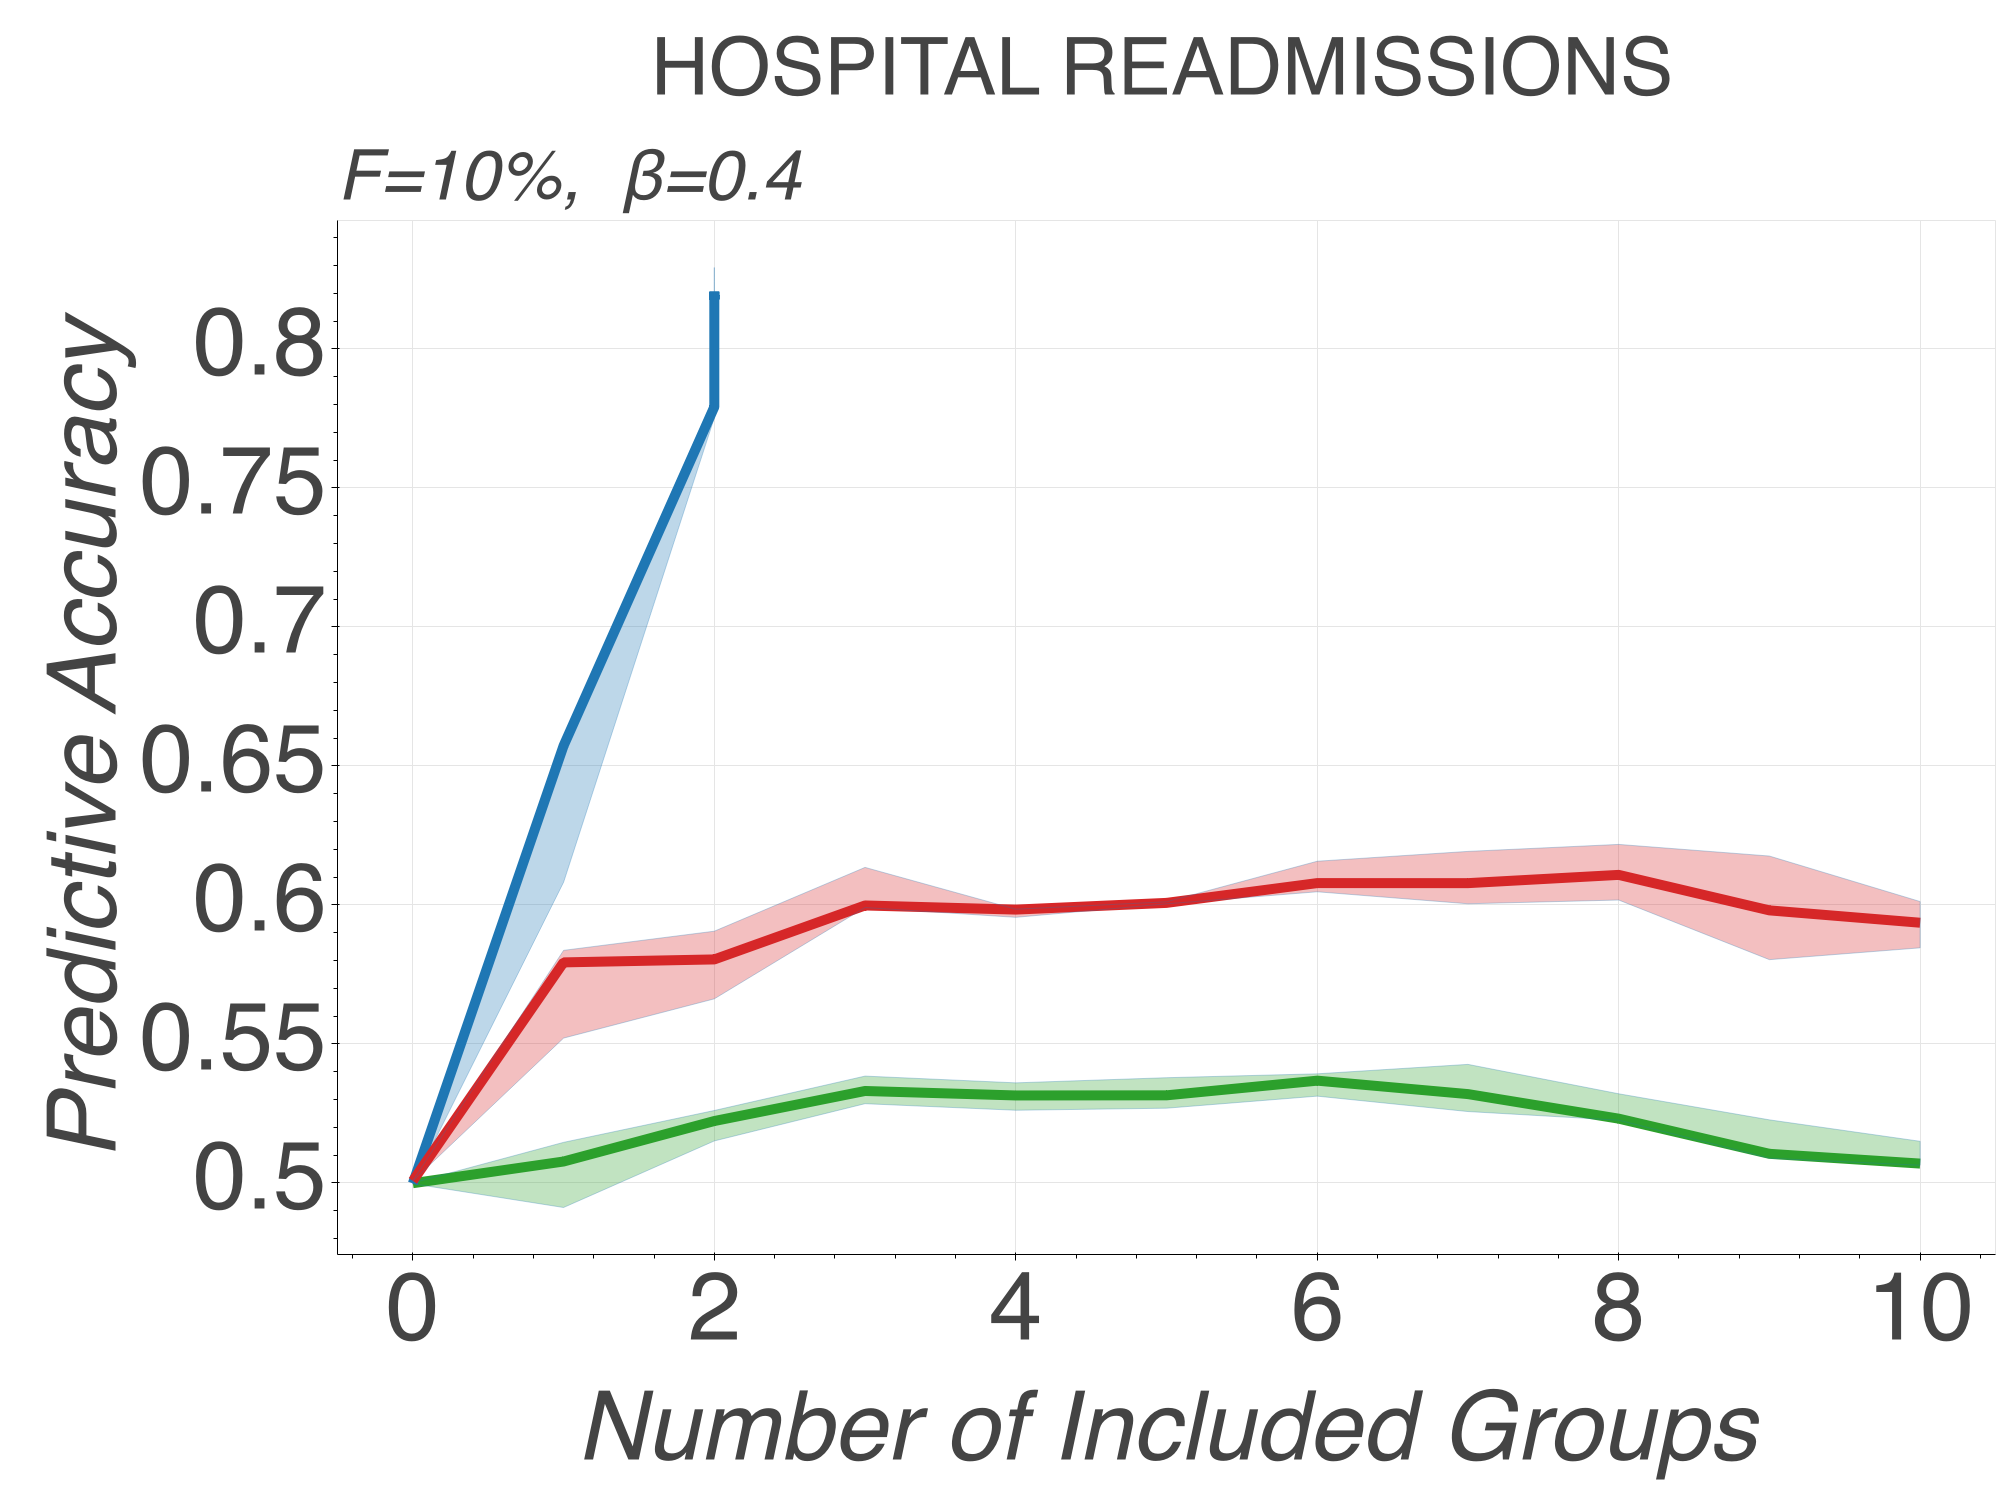 HOSPITAL READMISSIONS
F=10%, β=0.4
Predictive Accuracy
0.8
0.75
0.7
0.65
0.6
0.55
0.5
0 2 4 6 8 10
Number of Included Groups